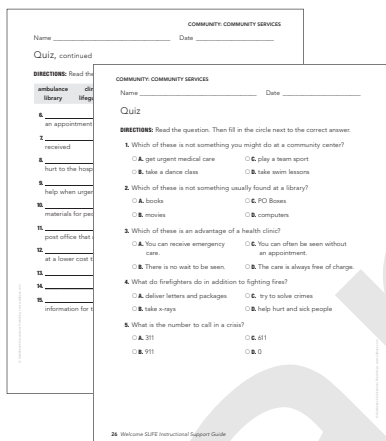 COMMUNITY: COMMUNITY SERVICES
Name Date
Quiz, continued
DIRECTIONS: Read the
ambulance
library
6.
an appointment
7.
received
8.
hurt to the hosp
9.
help when urge
10.
materials for
11.
post office that
12.
at a lower cost
13.
14.
15.
information for
COMMUNITY: COMMUNITY SERVICES
Name Date
Quiz
DIRECTIONS: Read the question. Then fill in the circle next to the correct answer.
1. Which of these is not something you might do at a community center?
A. get urgent medical care C. play a team sport
B. take a dance class D. take swim lessons
2. Which of these is not something usually found at a library?
A. books C. PO Boxes
B. movies D. computers
3. Which of these is an advantage of a health clinic?
A. You can receive emergency C. You can often be seen without
care. an appointment.
B. There is no wait to be seen. D. The care is always free of charge.
4. What do firefighters do in addition to fighting fires?
A. deliver letters and packages C. try to solve crimes
B. take x-rays D. help hurt and sick people
5. What is the number to call in a crisis?
A. 311 C. 611
B. 911 D. 0
26 Welcome SLIFE Instructional Support Guide